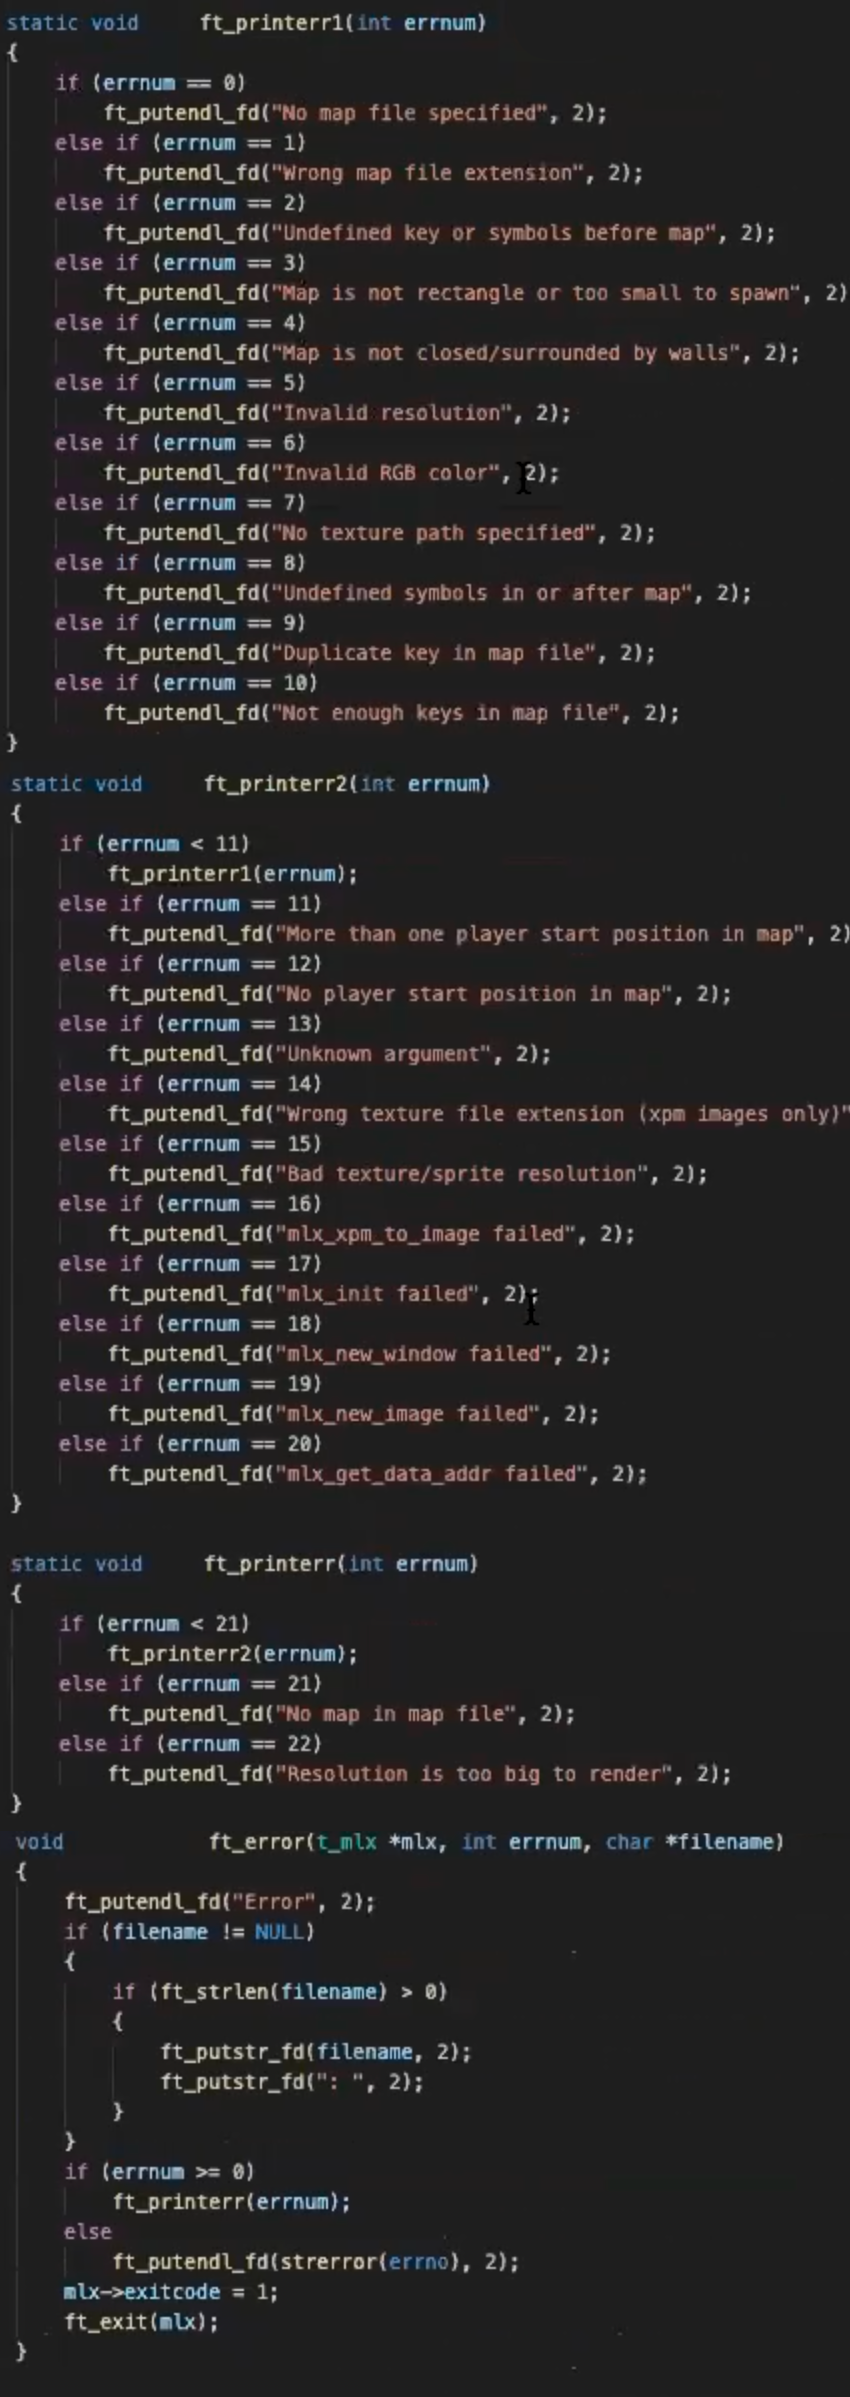 static void ft_printerr1(int errnum)
{
if (errnum == 0)
ft_putendl_fd("No map file specified", 2);
else if (errnum == 1)
ft_putendl_fd("Wrong map file extension", 2);
else if (errnum == 2)
ft_putendl_fd("Undefined key or symbols before map", 2);
else if (errnum == 3)
ft_putendl_fd("Map is not rectangle or too small to spawn", 2)
else if (errnum == 4)
ft_putendl_fd("Map is not closed/surrounded by walls", 2);
else if (errnum == 5)
ft_putendl_fd("Invalid resolution", 2);
else if (errnum == 6)
ft_putendl_fd("Invalid RGB color", 2);
else if (errnum == 7)
ft_putendl_fd("No texture path specified", 2);
else if (errnum == 8)
ft_putendl_fd("Undefined symbols in or after map", 2);
else if (errnum == 9)
ft_putendl_fd("Duplicate key in map file", 2);
else if (errnum == 10)
ft_putendl_fd("Not enough keys in map file", 2);
}
static void ft_printerr2(int errnum)
{
if (errnum < 11)
ft_printerr1(errnum);
else if (errnum == 11)
ft_putendl_fd("More than one player start position in map", 2)
else if (errnum == 12)
ft_putendl_fd("No player start position in map", 2);
else if (errnum == 13)
ft_putendl_fd("Unknown argument", 2);
else if (errnum == 14)
ft_putendl_fd("Wrong texture file extension (xpm images only)"
else if (errnum == 15)
ft_putendl_fd("Bad texture/sprite resolution", 2);
else if (errnum == 16)
ft_putendl_fd("mlx_xpm_to_image failed", 2);
else if (errnum == 17)
ft_putendl_fd("mlx_init failed", 2);
else if (errnum == 18)
ft_putendl_fd("mlx_new_window failed", 2);
else if (errnum == 19)
ft_putendl_fd("mlx_new_image failed", 2);
else if (errnum == 20)
ft_putendl_fd("mlx_get_data_addr failed", 2);
}
static void ft_printerr(int errnum)
{
if (errnum < 21)
ft_printerr2(errnum);
else if (errnum == 21)
ft_putendl_fd("No map in map file", 2);
else if (errnum == 22)
ft_putendl_fd("Resolution is too big to render", 2);
}
void ft_error(t_mlx *mlx, int errnum, char *filename)
{
ft_putendl_fd("Error", 2);
if (filename != NULL)
{
if (ft_strlen(filename) > 0)
{
ft_putstr_fd(filename, 2);
ft_putstr_fd(": ", 2);
}
}
if (errnum >= 0)
ft_printerr(errnum);
else
ft_putendl_fd(strerror(errno), 2);
mlx->exitcode = 1;
ft_exit(mlx);
}